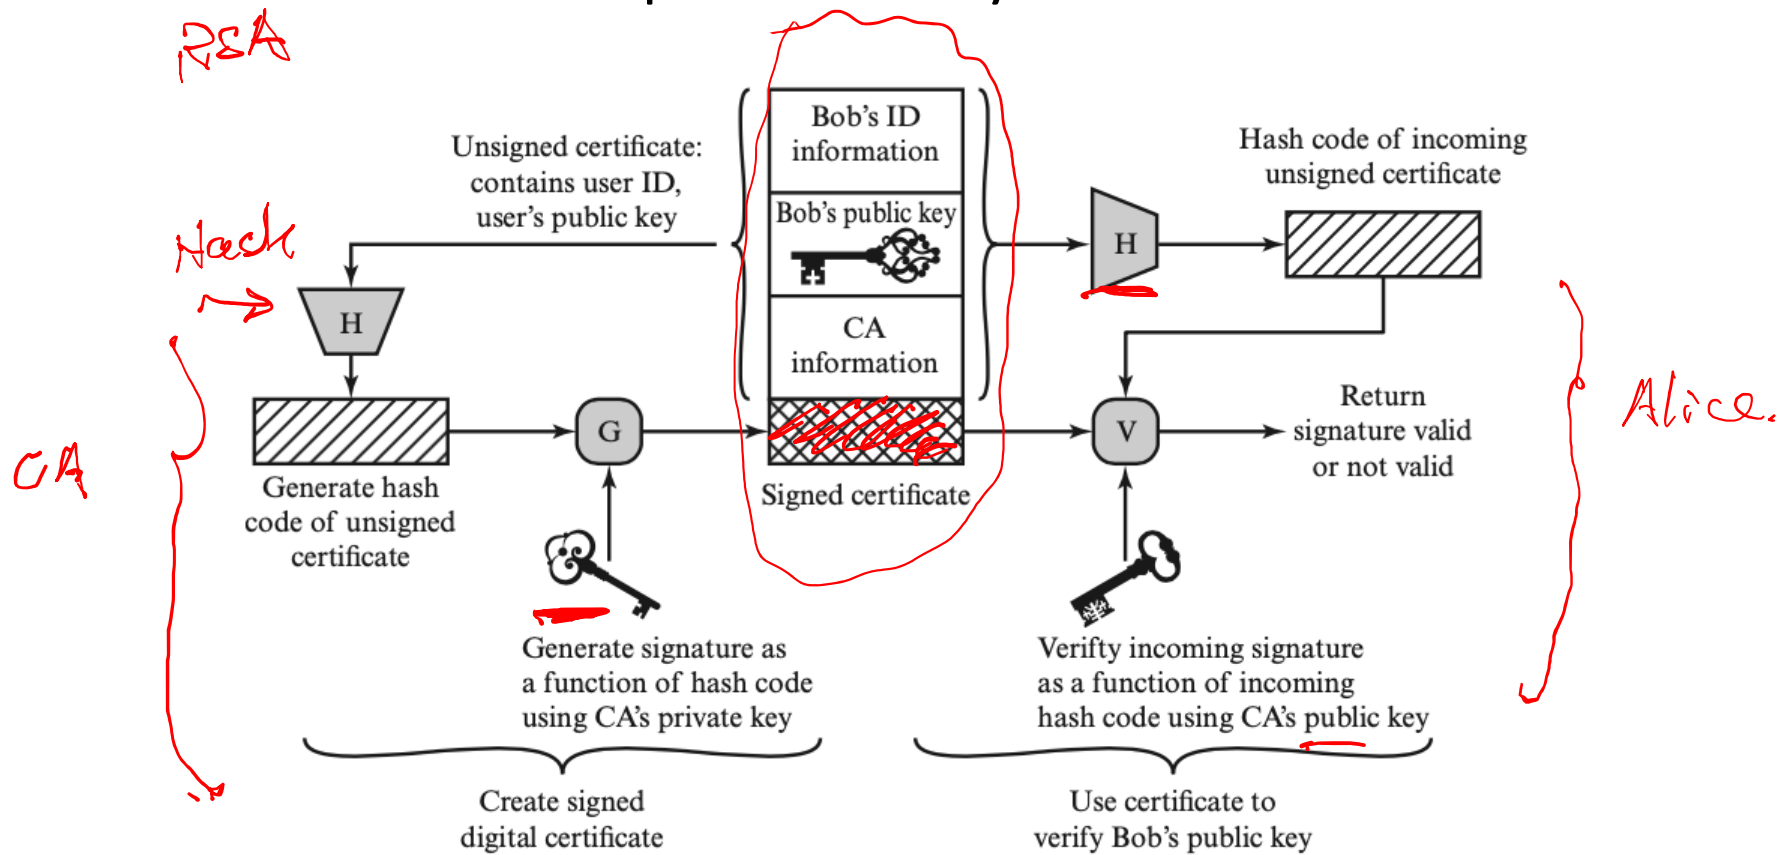 RSA
Unsigned certificate:
contains user ID,
user's public key
Hash
H
Generate hash
code of unsigned
certificate
CA
G
Generate signature as
a function of hash code
using CA's private key
Create signed
digital certificate
Bob's ID
information
Bob's public key
CA
information
Signed certificate
H
Hash code of incoming
unsigned certificate
V
Return
signature valid
or not valid
Alice.
Verifty incoming signature
as a function of incoming
hash code using CA's public key
Use certificate to
verify Bob's public key